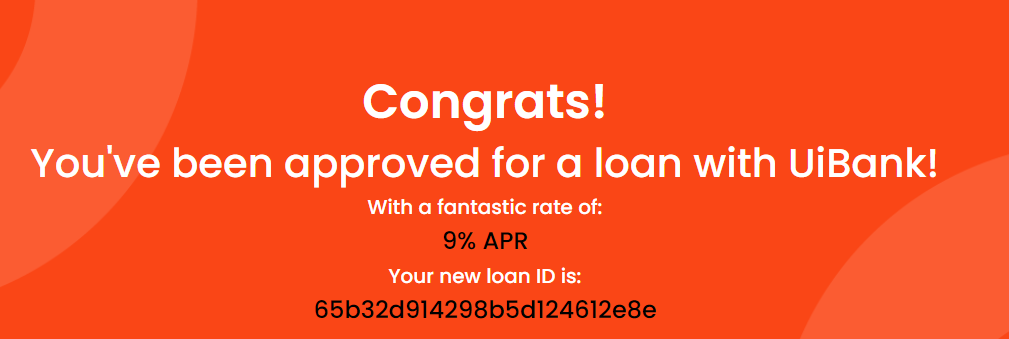 Congrats!
You've been approved for a loan with UiBank!
With a fantastic rate of:
9% APR
Your new loan ID is:
65b32d914298b5d124612e8e